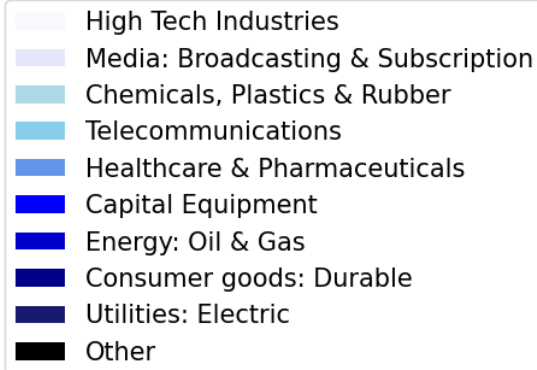 High Tech Industries
Media: Broadcasting & Subscription
Chemicals, Plastics & Rubber
Telecommunications
Healthcare & Pharmaceuticals
Capital Equipment
Energy: Oil & Gas
Consumer goods: Durable
Utilities: Electric
Other